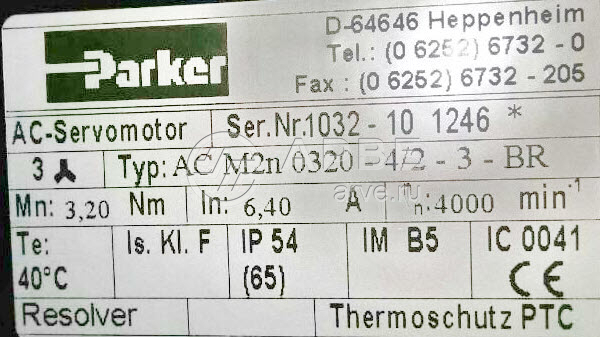 Parker
D-64646 Heppenheim
Tel.: (0 6252) 6732 - 0
Fax : (0 6252) 6732 - 205
AC-Servomotor Ser.Nr.1032 - 10 1246 *
3 Typ: AC M2n 0320 - 4/2 - 3 - BR
Mn: 3,20 Nm In: 6,40 A n: 4000 min-1
Te: Is. Kl. F IP 54 IM B5 IC 0041
40°C (65) CE
Resolver Thermoschutz PTC
arve.ru